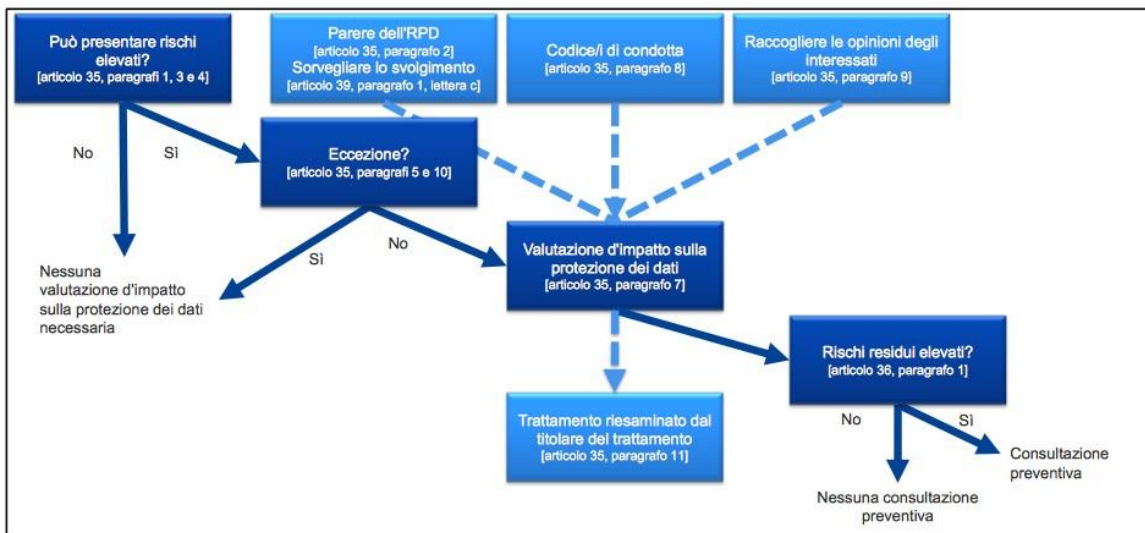 Può presentare rischi
elevati?
[articolo 35, paragrafi 1, 3 e 4]
Parere dell'RPD
[articolo 35, paragrafo 2]
Sorvegliare lo svolgimento
[articolo 39, paragrafo 1, lettera c]
Codice/i di condotta
[articolo 35, paragrafo 8]
Raccogliere le opinioni degli
interessati
[articolo 35, paragrafo 9]
No
Sì
Eccezione?
[articolo 35, paragrafi 5 e 10]
Sì
No
Nessuna
valutazione d'impatto
sulla protezione dei dati
necessaria
Valutazione d'impatto sulla
protezione dei dati
[articolo 35, paragrafo 7]
Rischi residui elevati?
[articolo 36, paragrafo 1]
Trattamento riesaminato dal
titolare del trattamento
[articolo 35, paragrafo 11]
No
Sì
Consultazione
preventiva
Nessuna consultazione
preventiva